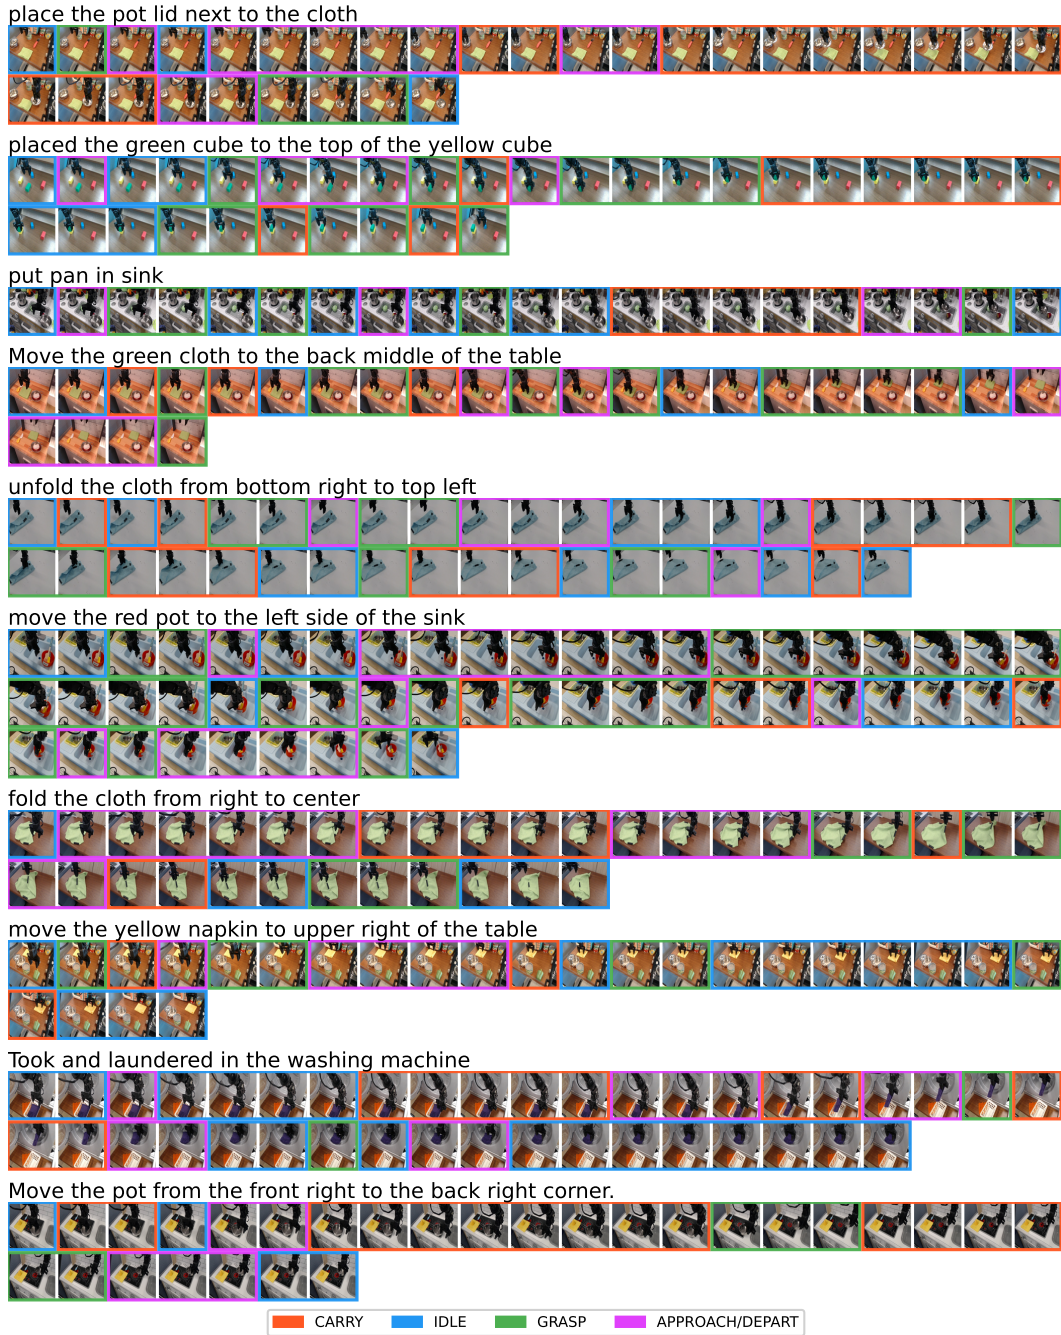 place the pot lid next to the cloth
placed the green cube to the top of the yellow cube
put pan in sink
Move the green cloth to the back middle of the table
unfold the cloth from bottom right to top left
move the red pot to the left side of the sink
fold the cloth from right to center
move the yellow napkin to upper right of the table
Took and laundered in the washing machine
Move the pot from the front right to the back right corner.
CARRY IDLE GRASP APPROACH/DEPART